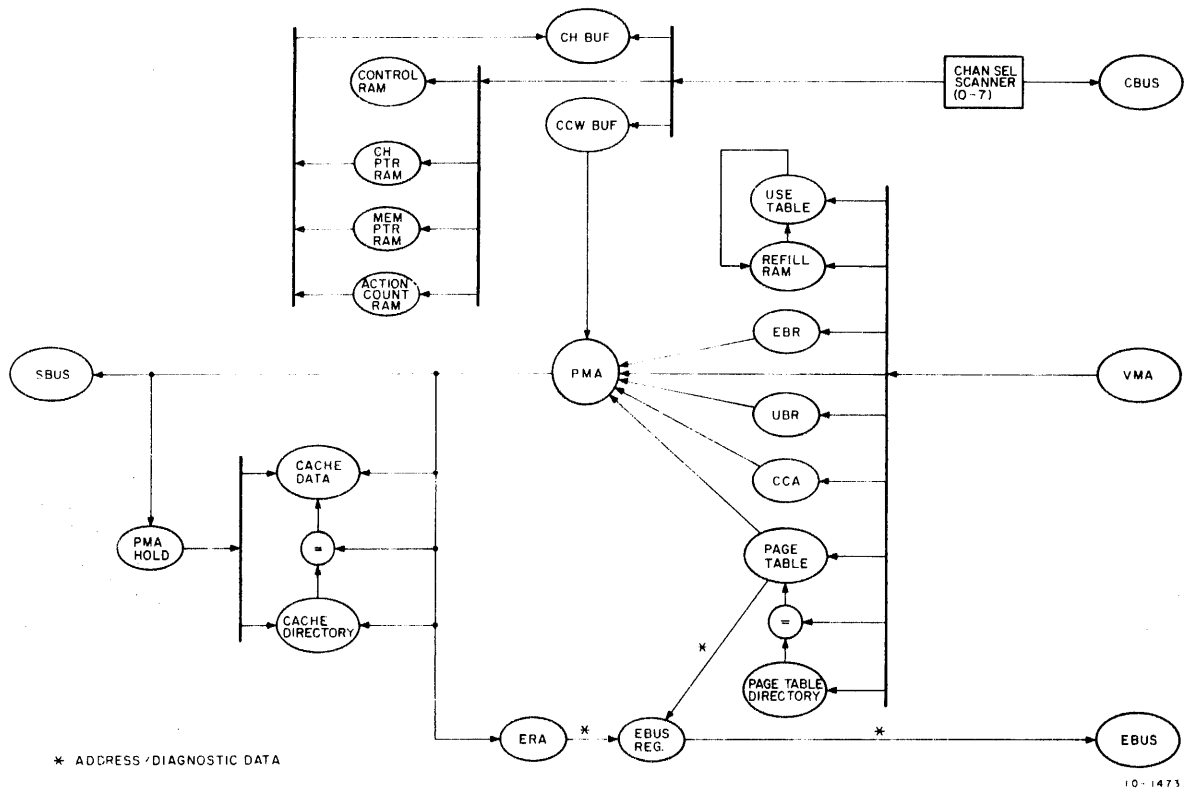 CH BUF
CONTROL
RAM
CHAN SEL
SCANNER
(0-7)
CBUS
CCW BUF
CH
PTR
RAM
USE
TABLE
MEM
PTR
RAM
REFILL
RAM
ACTION
COUNT
RAM
EBR
SBUS
PMA
VMA
UBR
CACHE
DATA
CCA
PMA
HOLD
=
PAGE
TABLE
CACHE
DIRECTORY
=
*
PAGE TABLE
DIRECTORY
ERA
*
EBUS
REG.
*
EBUS
* ADDRESS/DIAGNOSTIC DATA
10-1473